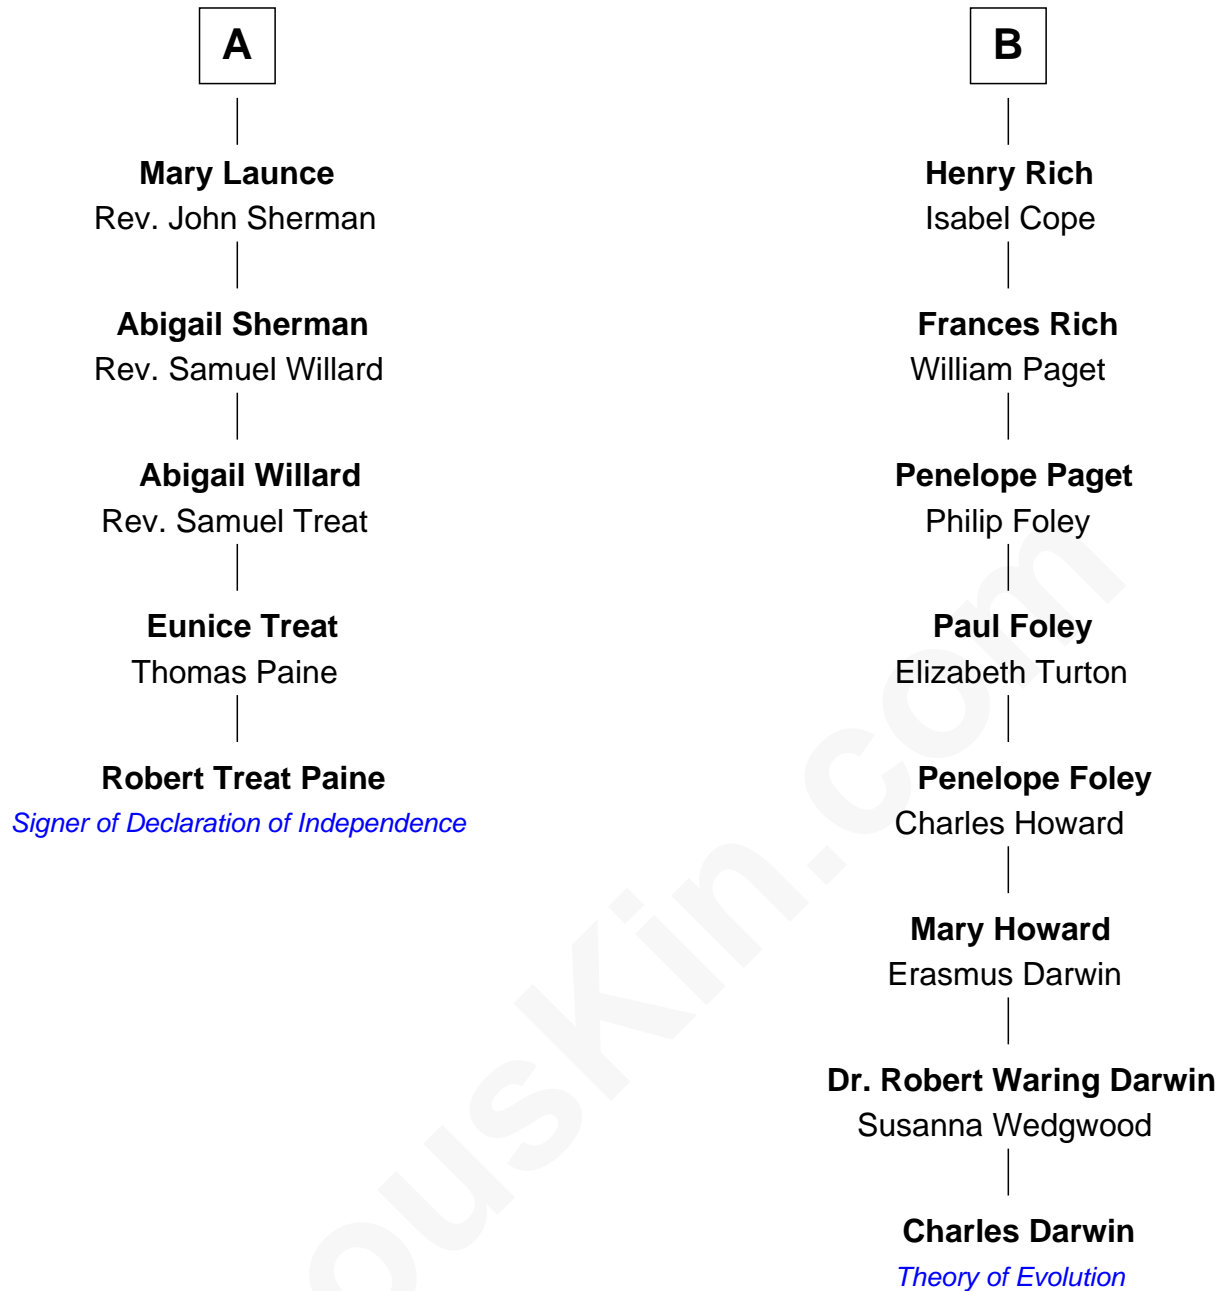 A
Mary Launce
Rev. John Sherman
Abigail Sherman
Rev. Samuel Willard
Abigail Willard
Rev. Samuel Treat
Eunice Treat
Thomas Paine
Robert Treat Paine
Signer of Declaration of Independence
B
Henry Rich
Isabel Cope
Frances Rich
William Paget
Penelope Paget
Philip Foley
Paul Foley
Elizabeth Turton
Penelope Foley
Charles Howard
Mary Howard
Erasmus Darwin
Dr. Robert Waring Darwin
Susanna Wedgwood
Charles Darwin
Theory of Evolution
ousKin.com